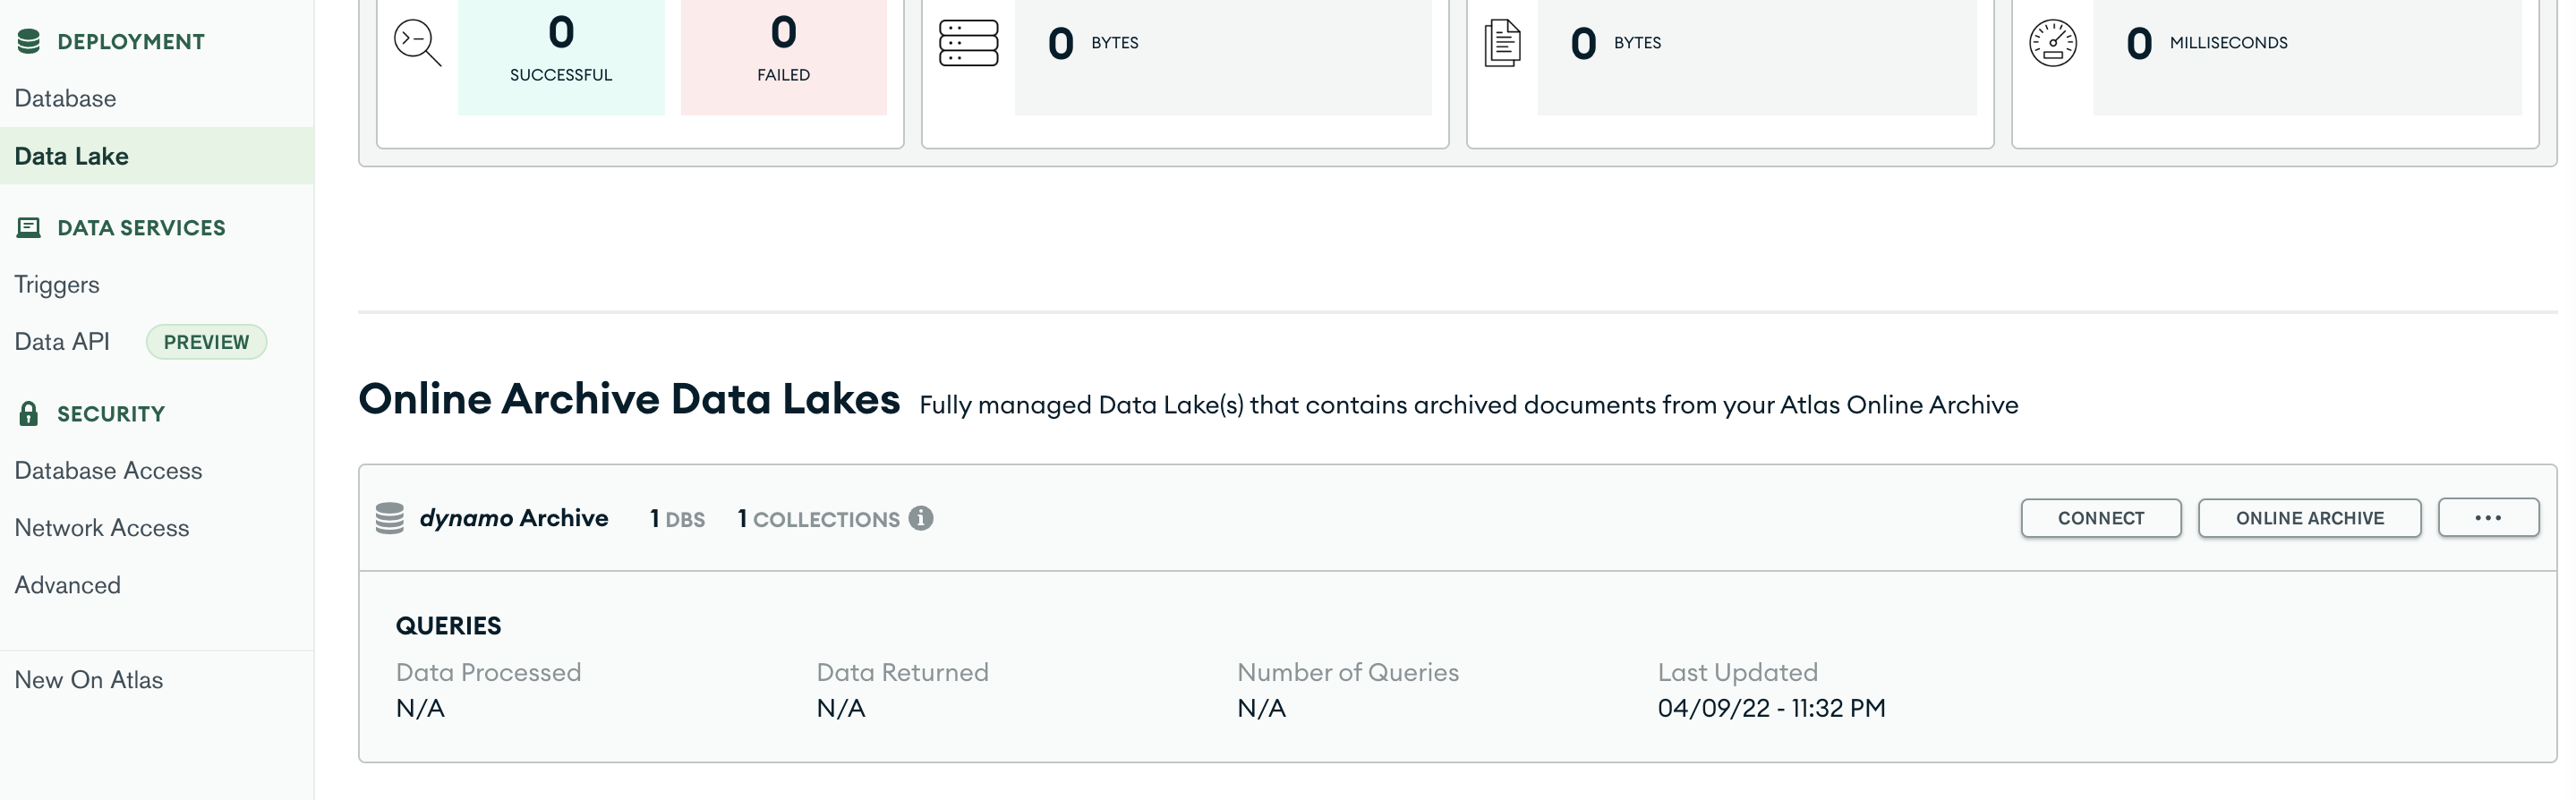 DEPLOYMENT
Database
Data Lake
DATA SERVICES
Triggers
Data API PREVIEW
SECURITY
Database Access
Network Access
Advanced
New On Atlas
0 SUCCESSFUL
0 FAILED
0 BYTES
0 BYTES
0 MILLISECONDS
Online Archive Data Lakes Fully managed Data Lake(s) that contains archived documents from your Atlas Online Archive
dynamo Archive 1 DBS 1 COLLECTIONS CONNECT ONLINE ARCHIVE ...
QUERIES
Data Processed Data Returned Number of Queries Last Updated
N/A N/A N/A 04/09/22 - 11:32 PM